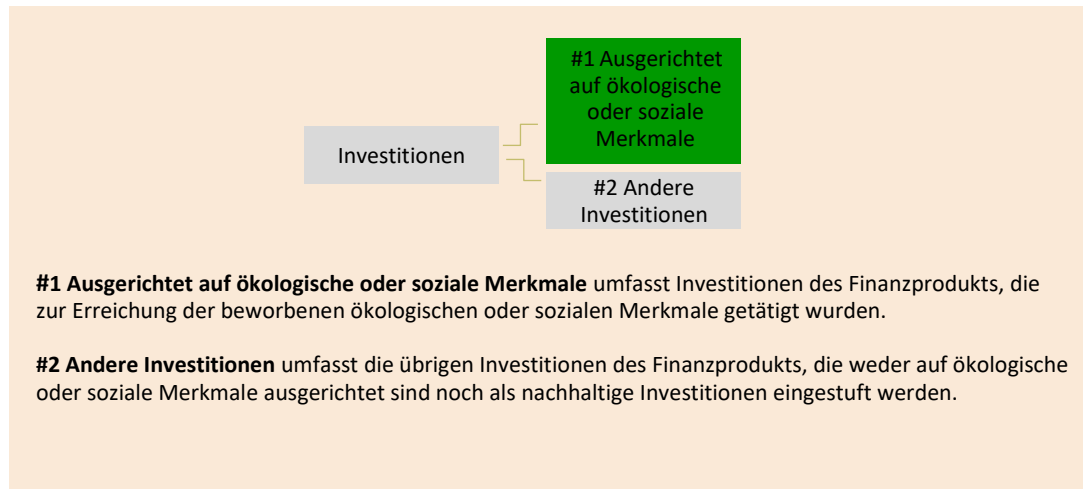 #1 Ausgerichtet
auf ökologische
oder soziale
Merkmale
Investitionen
#2 Andere
Investitionen
#1 Ausgerichtet auf ökologische oder soziale Merkmale umfasst Investitionen des Finanzprodukts, die
zur Erreichung der beworbenen ökologischen oder sozialen Merkmale getätigt wurden.
#2 Andere Investitionen umfasst die übrigen Investitionen des Finanzprodukts, die weder auf ökologische
oder soziale Merkmale ausgerichtet sind noch als nachhaltige Investitionen eingestuft werden.